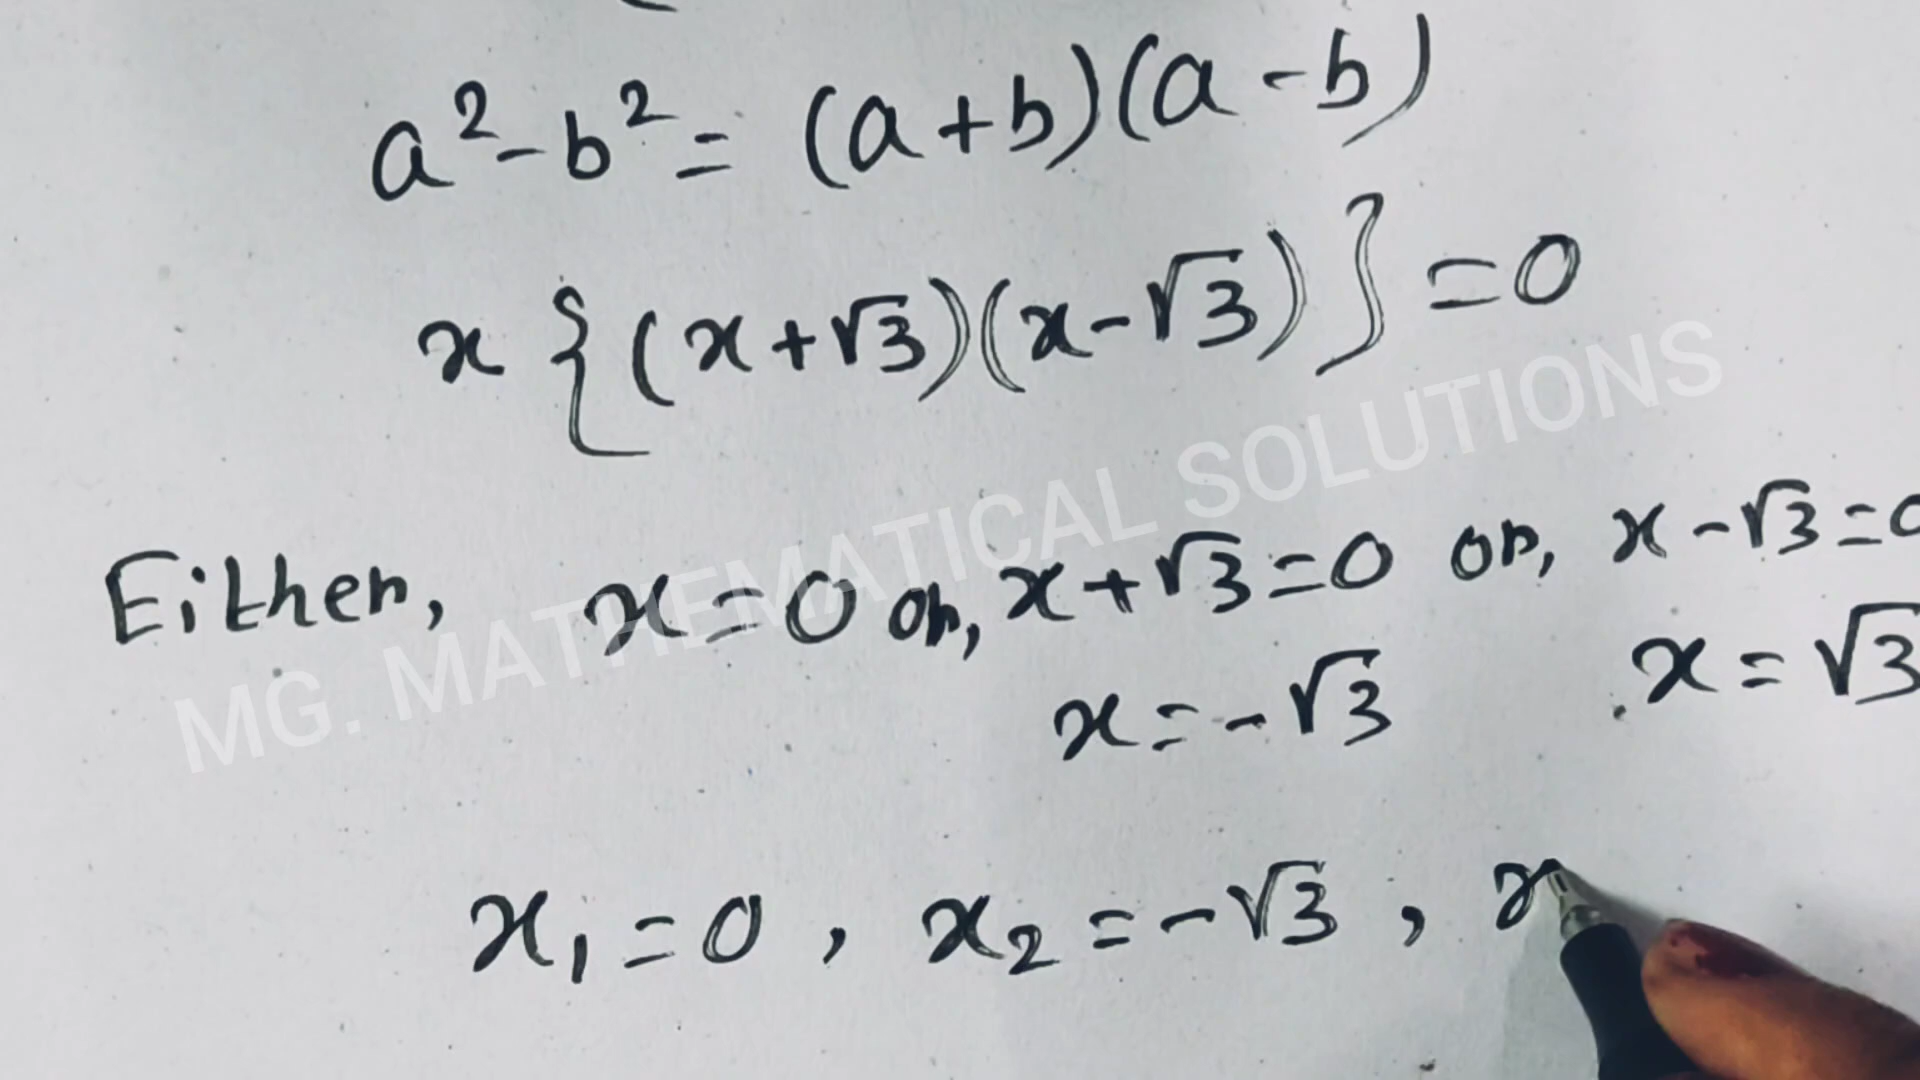 a²-b²= (a+b)(a-b)
x{(x+√3)(x-√3)}=0
Either, x=0 or, x+√3=0 or, x-√3=0
x=-√3 x=√3
x₁=0, x₂=-√3, x
MG. MATHEMATICAL SOLUTIONS